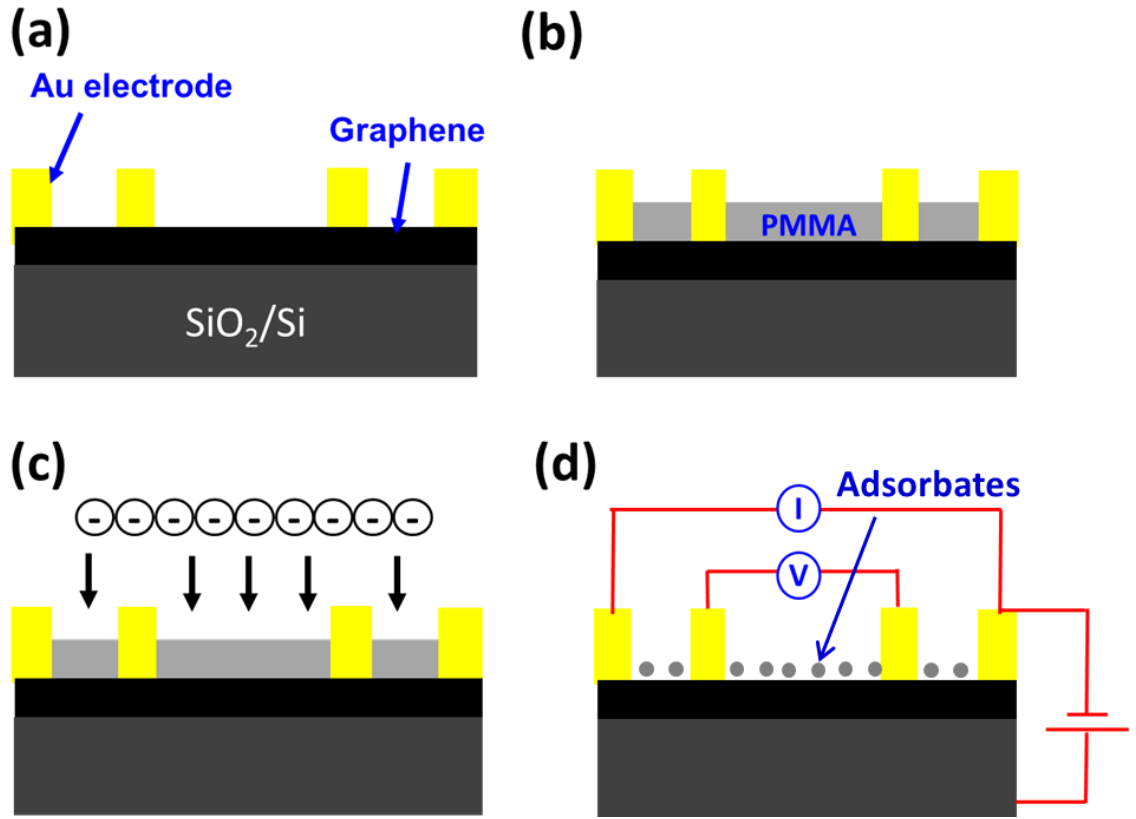 (a)
Au electrode
Graphene
SiO₂/Si
(b)
PMMA
(c)
- - - - - - - - -
(d)
Adsorbates
I
V